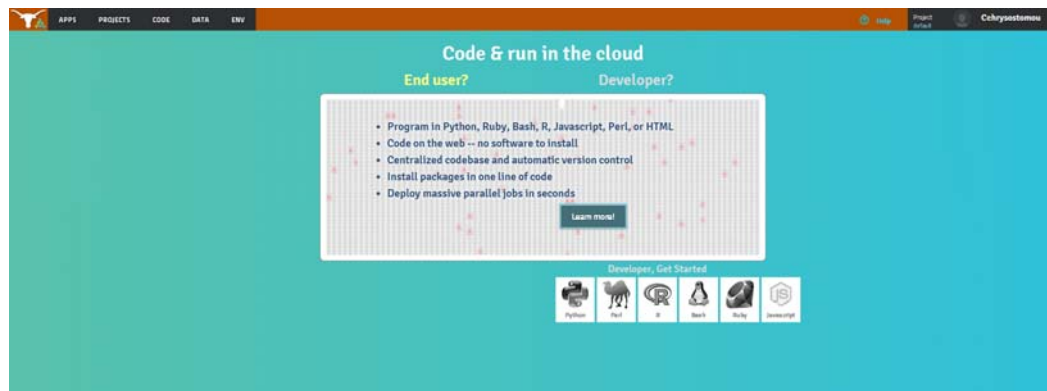 APPS PROJECTS CODE DATA ENV Help Project Cchrysostomou
default
Code & run in the cloud
End user? Developer?
• Program in Python, Ruby, Bash, R, Javascript, Perl, or HTML
• Code on the web -- no software to install
• Centralized codebase and automatic version control
• Install packages in one line of code
• Deploy massive parallel jobs in seconds
Learn more!
Developer, Get Started
JS
Python Perl R Bash Ruby Javascript